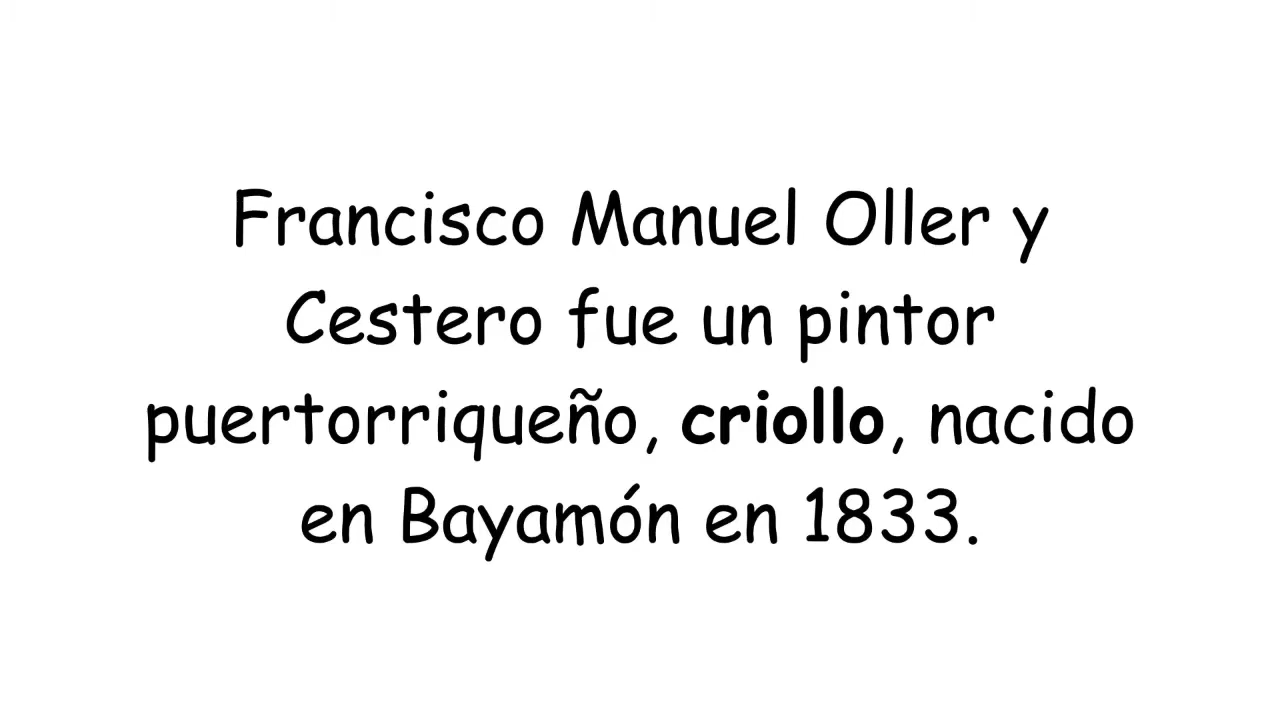 Francisco Manuel Oller y
Cestero fue un pintor
puertorriqueño, criollo, nacido
en Bayamón en 1833.